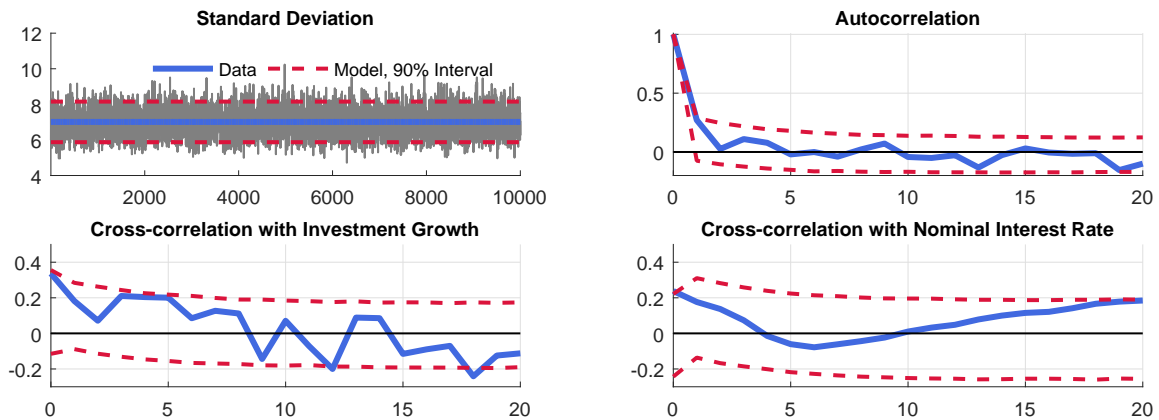 Standard Deviation
12
10
8
6
4
Data
Model, 90% Interval
2000 4000 6000 8000 10000
Autocorrelation
1
0.5
0
0 5 10 15 20
Cross-correlation with Investment Growth
0.4
0.2
0
-0.2
0 5 10 15 20
Cross-correlation with Nominal Interest Rate
0.4
0.2
0
-0.2
0 5 10 15 20